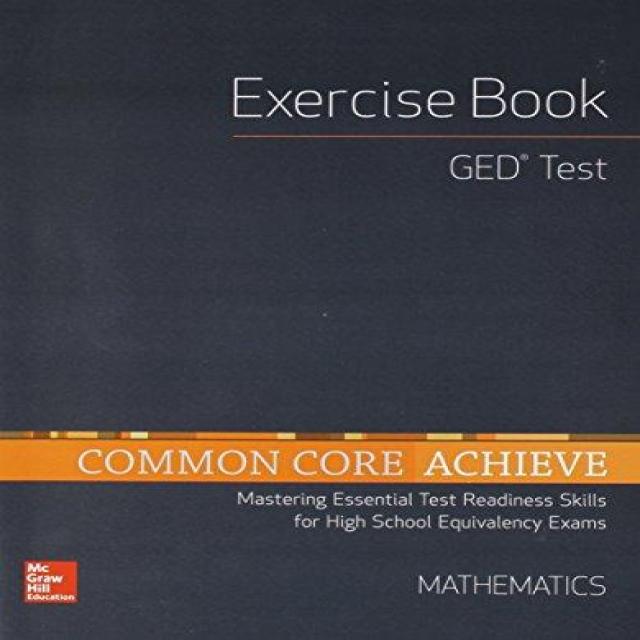 Exercise Book
GED® Test
COMMON CORE ACHIEVE
Mastering Essential Test Readiness Skills
for High School Equivalency Exams
Mc
Graw
Hill
Education
MATHEMATICS